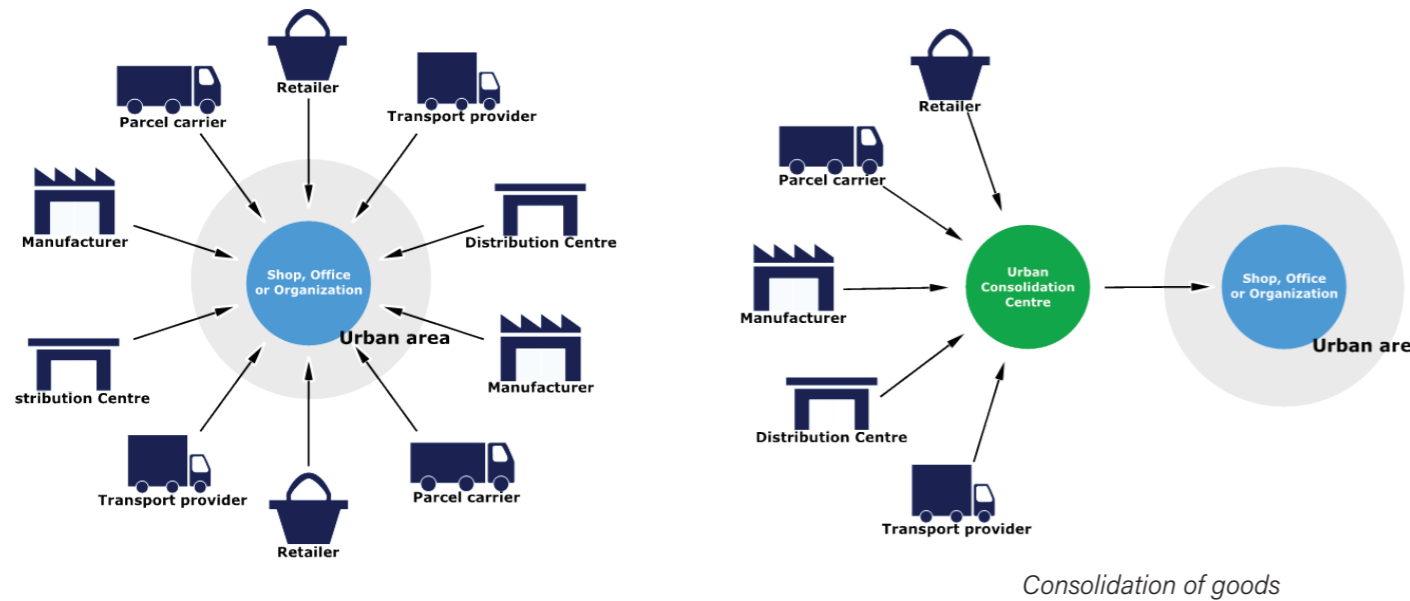 Retailer
Parcel carrier
Transport provider
Manufacturer
Distribution Centre
Shop, Office
or Organization
Urban area
stribution Centre
Manufacturer
Transport provider
Parcel carrier
Retailer
Retailer
Parcel carrier
Manufacturer
Urban
Consolidation
Centre
Shop, Office
or Organization
Urban are
Distribution Centre
Transport provider
Consolidation of goods